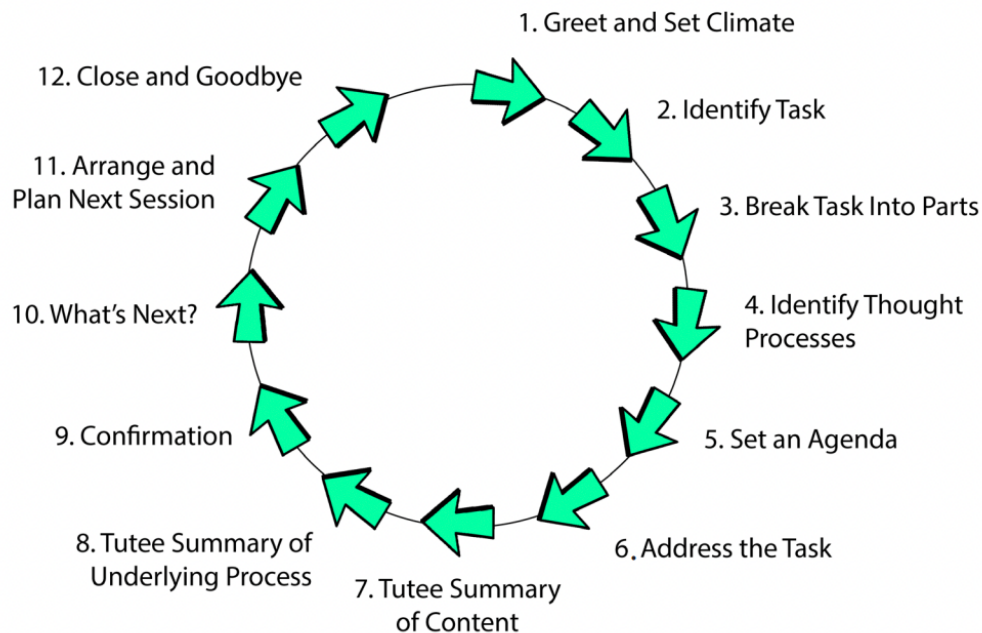 1. Greet and Set Climate
2. Identify Task
3. Break Task Into Parts
4. Identify Thought
Processes
5. Set an Agenda
6. Address the Task
7. Tutee Summary
of Content
8. Tutee Summary of
Underlying Process
9. Confirmation
10. What's Next?
11. Arrange and
Plan Next Session
12. Close and Goodbye